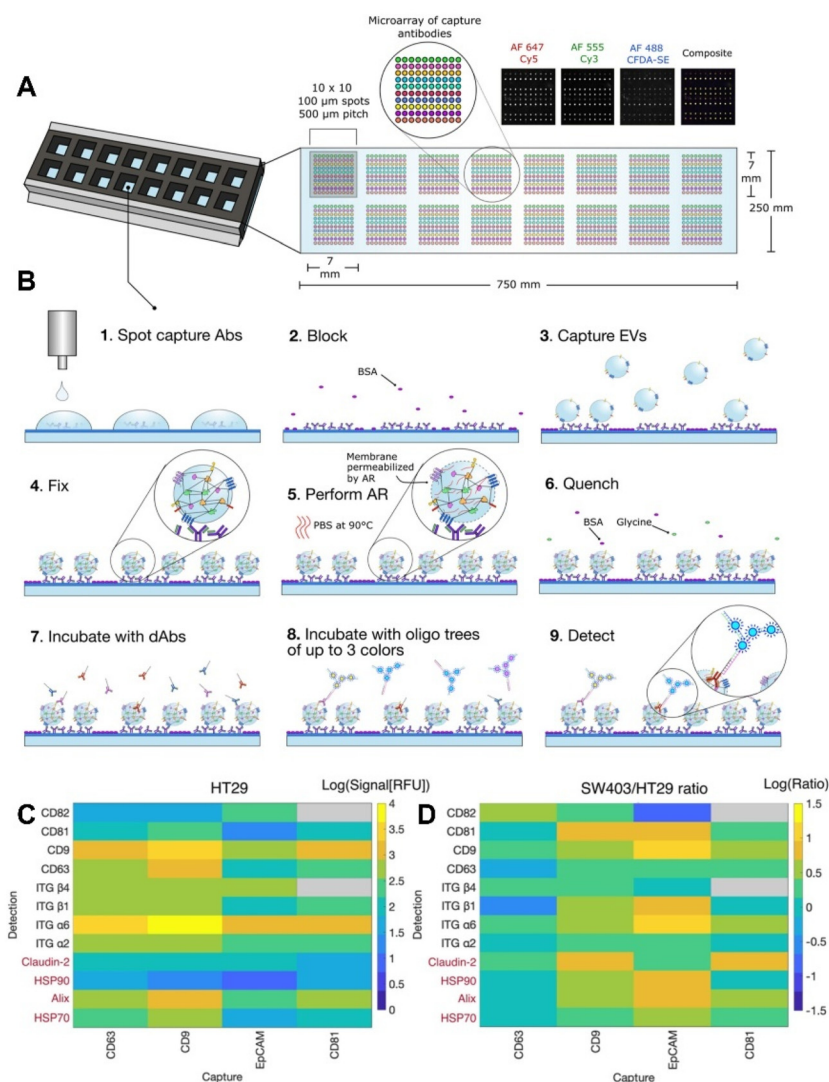 A
Microarray of capture
antibodies
10 x 10
100 µm spots
500 µm pitch
AF 647
Cy5
AF 555
Cy3
AF 488
CFDA-SE
Composite
7
mm
250 mm
7
mm
750 mm
B
1. Spot capture Abs
2. Block
BSA
3. Capture EVs
4. Fix
Membrane
permeabilized
by AR
5. Perform AR
PBS at 90°C
6. Quench
BSA
Glycine
7. Incubate with dAbs
8. Incubate with oligo trees
of up to 3 colors
9. Detect
C
HT29
Log(Signal[RFU])
Detection
CD82
CD81
CD9
CD63
ITG β4
ITG β1
ITG α6
ITG α2
Claudin-2
HSP90
Alix
HSP70
CD63
CD9
EpCAM
CD81
Capture
4
3.5
3
2.5
2
1.5
1
0.5
0
D
SW403/HT29 ratio
Log(Ratio)
Detection
CD82
CD81
CD9
CD63
ITG β4
ITG β1
ITG α6
ITG α2
Claudin-2
HSP90
Alix
HSP70
CD63
CD9
EpCAM
CD81
Capture
1.5
1
0.5
0
-0.5
-1.0
-1.5